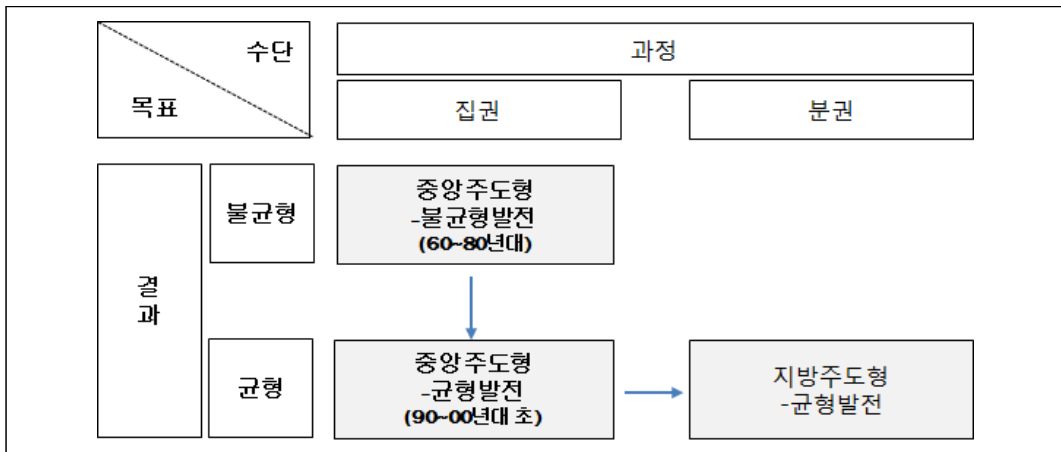 수단
목표
과정
집권
분권
결
과
불균형
중앙주도형
-불균형발전
(60~80년대)
균형
중앙주도형
-균형발전
(90~00년대 초)
지방주도형
-균형발전